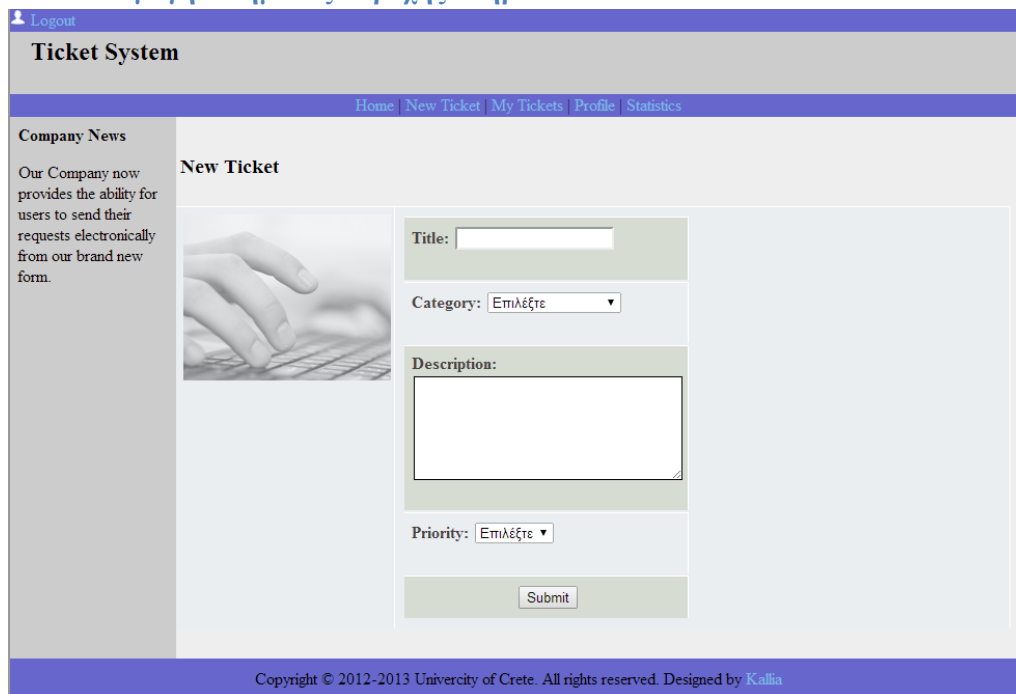 Logout
Ticket System
Home | New Ticket | My Tickets | Profile | Statistics
Company News
Our Company now
provides the ability for
users to send their
requests electronically
from our brand new
form.
New Ticket
Title:
Category: Επιλέξτε
Description:
Priority: Επιλέξτε
Submit
Copyright © 2012-2013 Univercity of Crete. All rights reserved. Designed by Kallia